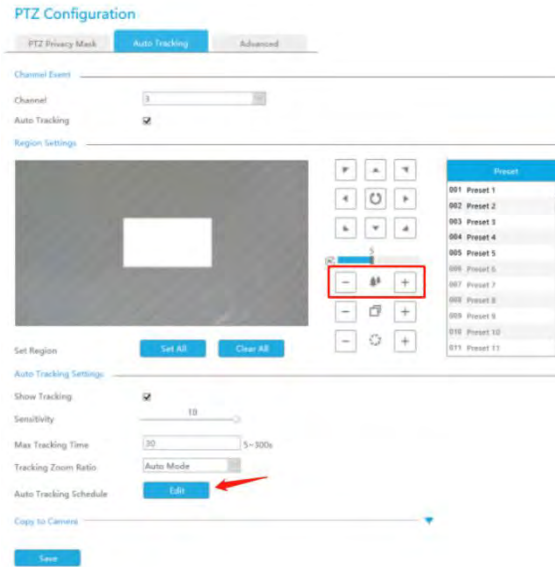 PTZ Configuration
PTZ Privacy Mask Auto Tracking Advanced
Channel Event
Channel 3
Auto Tracking
Region Settings
Preset
001 Preset 1
002 Preset 2
003 Preset 3
004 Preset 4
005 Preset 5
006 Preset 6
007 Preset 7
008 Preset 8
009 Preset 9
010 Preset 10
011 Preset 11
5
Set Region Set All Clear All
Auto Tracking Settings
Show Tracking
Sensitivity 10
Max Tracking Time 30 5~300s
Tracking Zoom Ratio Auto Mode
Auto Tracking Schedule Edit
Copy to Camera
Save